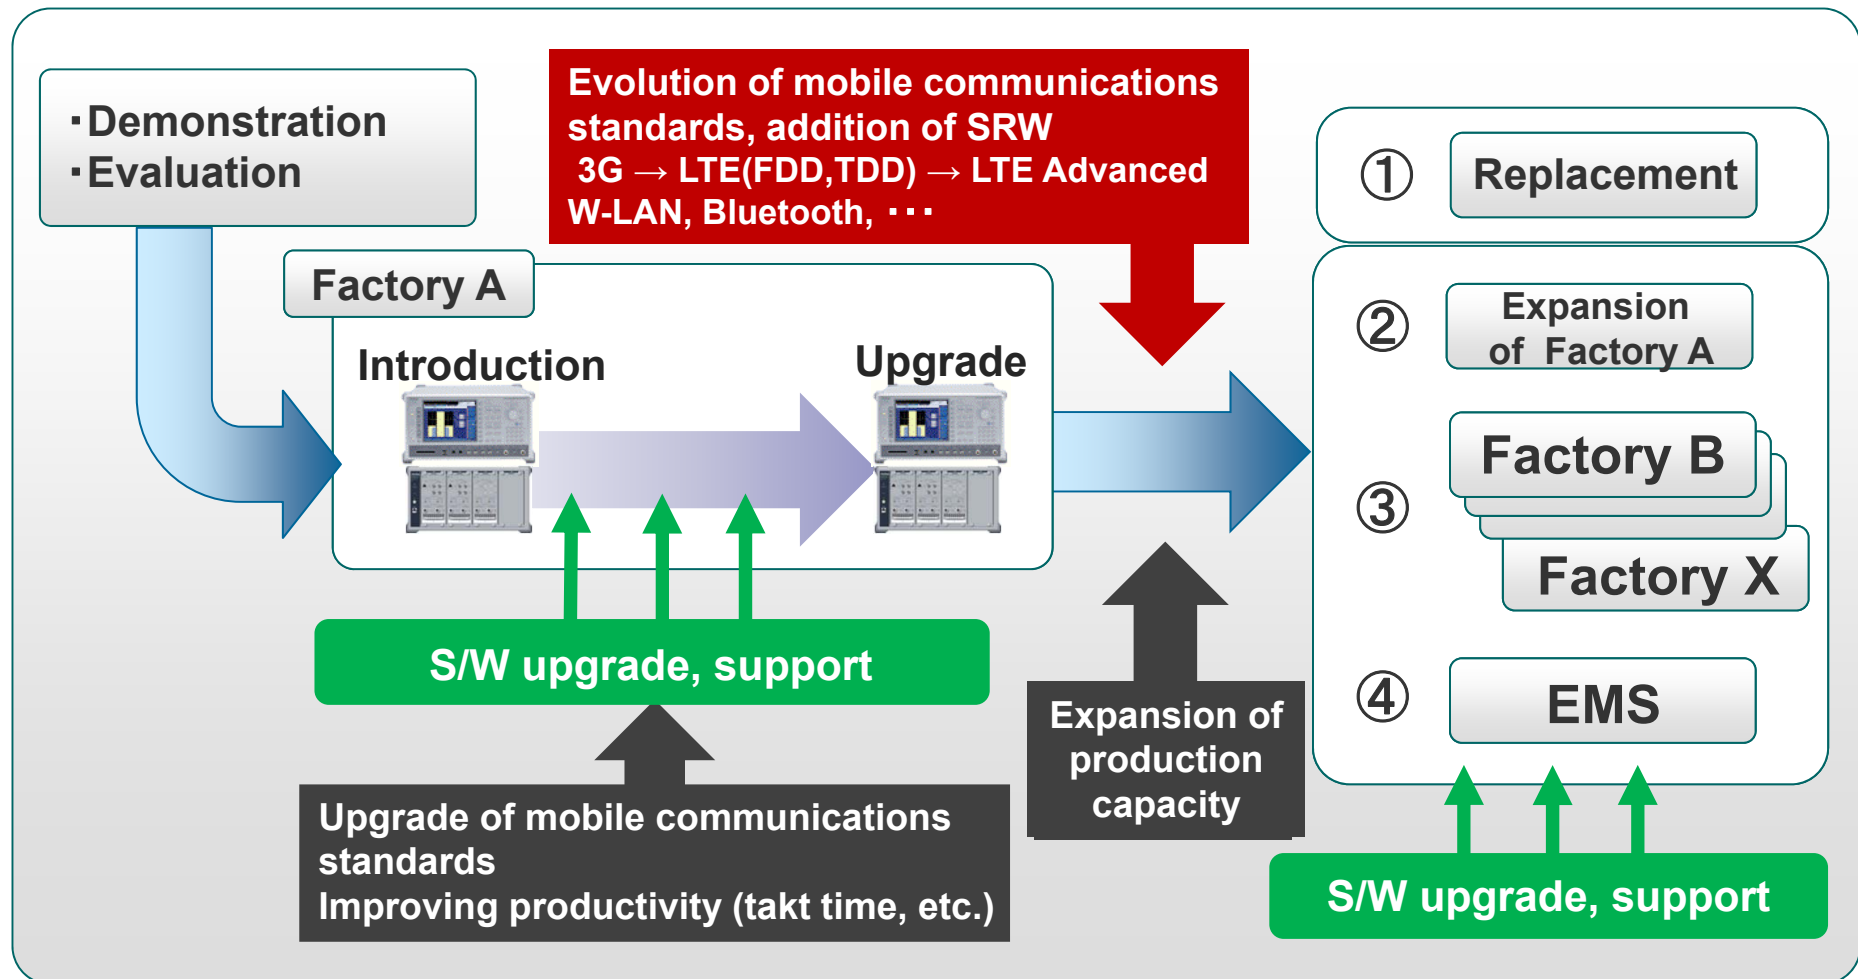 ・Demonstration
・Evaluation
Evolution of mobile communications
standards, addition of SRW
3G → LTE(FDD,TDD) → LTE Advanced
W-LAN, Bluetooth, ・・・
Factory A
Introduction
Upgrade
S/W upgrade, support
Upgrade of mobile communications
standards
Improving productivity (takt time, etc.)
Expansion of
production
capacity
① Replacement
② Expansion
of Factory A
③ Factory B
Factory X
④ EMS
S/W upgrade, support